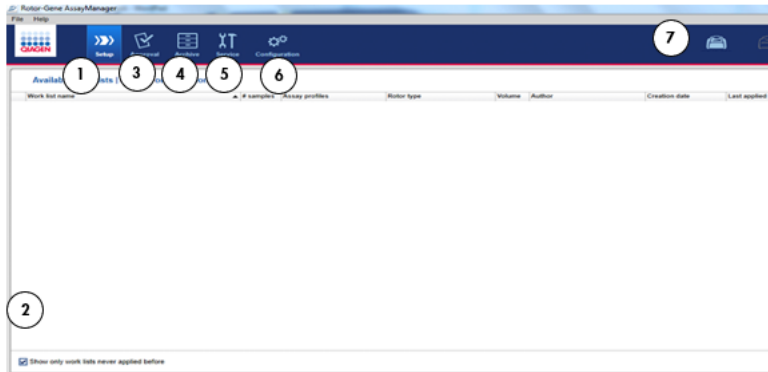 Rotor-Gene AssayManager
File Help
QIAGEN
Setup
Approval
Archive
Service
Configuration
7
1
3
4
5
6
Availab
ists |
Work list name
# samples
Assay profiles
Rotor type
Volume
Author
Creation date
Last applied
2
Show only work lists never applied before